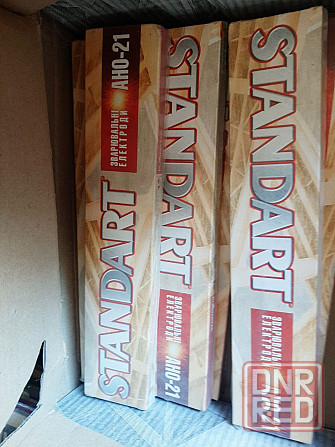 STANDART
ЗВАРЮВАЛЬНІ
ЕЛЕКТРОДИ
АНО-21
STANDART
ЗВАРЮВАЛЬНІ
ЕЛЕКТРОДИ
АНО-21
STANDART
ЗВАРЮВАЛЬНІ
ЕЛЕКТРОДИ
DNR
RED